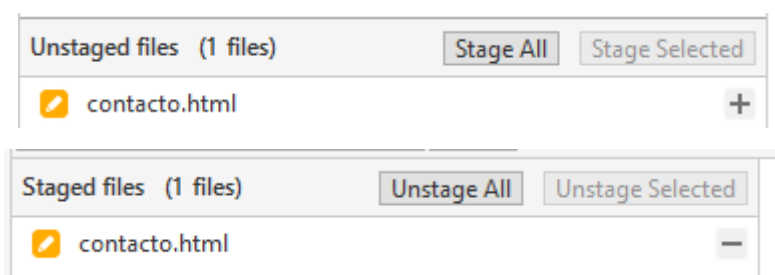 Unstaged files (1 files) Stage All Stage Selected
contacto.html
Staged files (1 files) Unstage All Unstage Selected
contacto.html